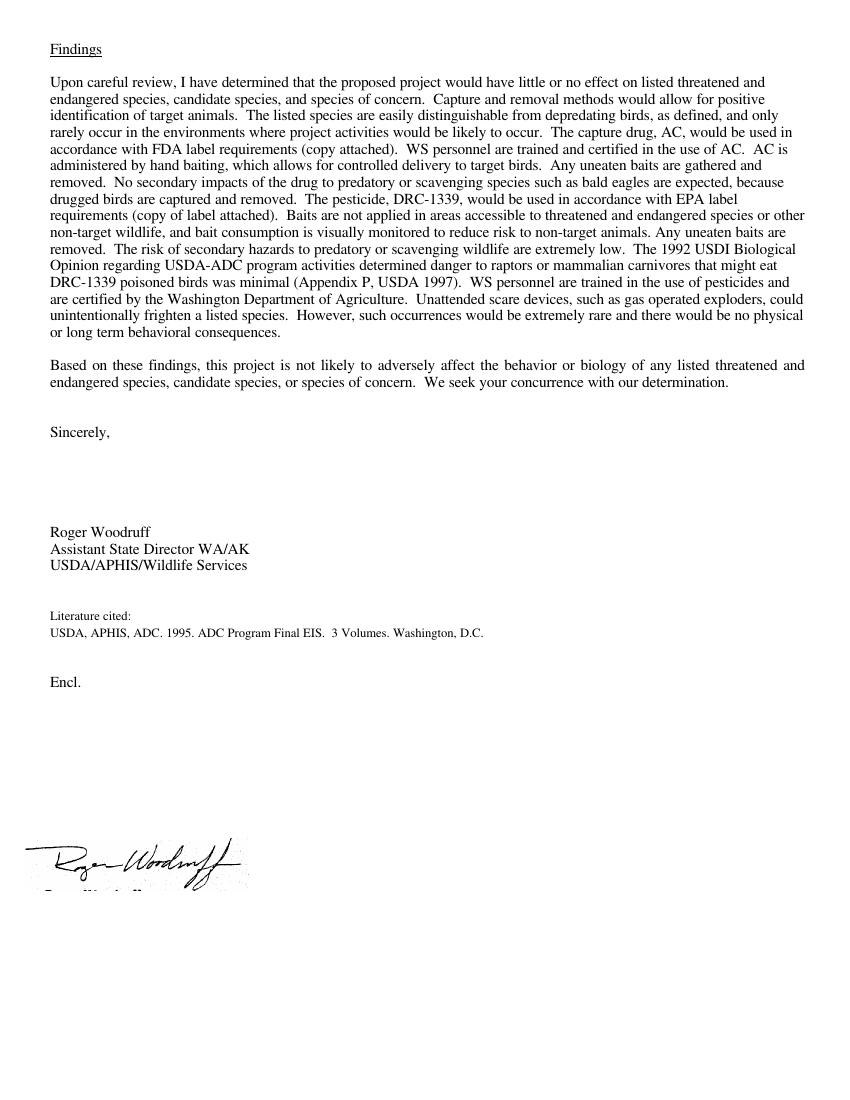 Findings
Upon careful review, I have determined that the proposed project would have little or no effect on listed threatened and
endangered species, candidate species, and species of concern.  Capture and removal methods would allow for positive
identification of target animals.  The listed species are easily distinguishable from depredating birds, as defined, and only
rarely occur in the environments where project activities would be likely to occur.  The capture drug, AC, would be used in
accordance with FDA label requirements (copy attached).  WS personnel are trained and certified in the use of AC.  AC is
administered by hand baiting, which allows for controlled delivery to target birds.  Any uneaten baits are gathered and
removed.  No secondary impacts of the drug to predatory or scavenging species such as bald eagles are expected, because
drugged birds are captured and removed.  The pesticide, DRC-1339, would be used in accordance with EPA label
requirements (copy of label attached).  Baits are not applied in areas accessible to threatened and endangered species or other
non-target wildlife, and bait consumption is visually monitored to reduce risk to non-target animals. Any uneaten baits are
removed.  The risk of secondary hazards to predatory or scavenging wildlife are extremely low.  The 1992 USDI Biological
Opinion regarding USDA-ADC program activities determined danger to raptors or mammalian carnivores that might eat
DRC-1339 poisoned birds was minimal (Appendix P, USDA 1997).  WS personnel are trained in the use of pesticides and
are certified by the Washington Department of Agriculture.  Unattended scare devices, such as gas operated exploders, could
unintentionally frighten a listed species.  However, such occurrences would be extremely rare and there would be no physical
or long term behavioral consequences.
Based on these findings, this project is not likely to adversely affect the behavior or biology of any listed threatened and
endangered species, candidate species, or species of concern.  We seek your concurrence with our determination.
Sincerely,
Roger Woodruff
Assistant State Director WA/AK
USDA/APHIS/Wildlife Services
Literature cited:
USDA, APHIS, ADC. 1995. ADC Program Final EIS.  3 Volumes. Washington, D.C.
Encl.
Roger Woodruff